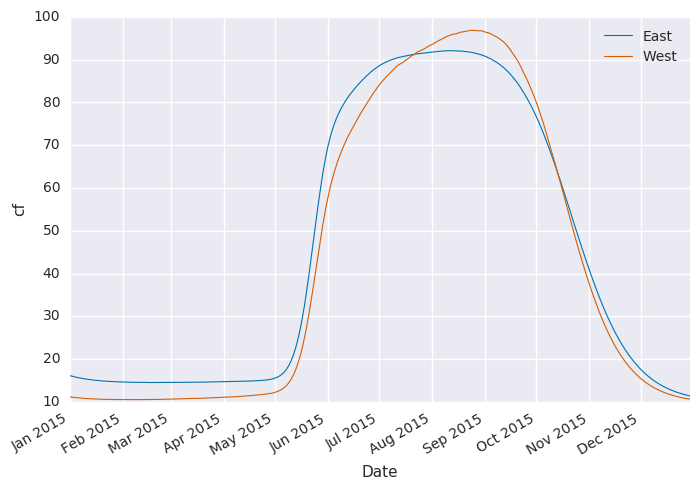 100
90
80
70
60
50
40
30
20
10
cf
East
West
Jan 2015
Feb 2015
Mar 2015
Apr 2015
May 2015
Jun 2015
Jul 2015
Aug 2015
Sep 2015
Oct 2015
Nov 2015
Dec 2015
Date